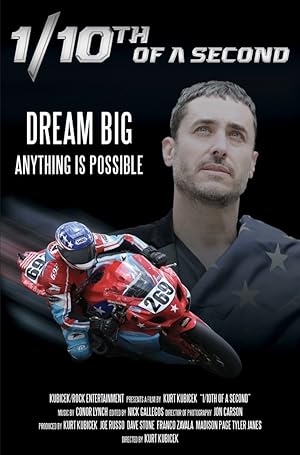 1/10TH OF A SECOND
DREAM BIG
ANYTHING IS POSSIBLE
69
269
KUBICEK/ROCK ENTERTAINMENT PRESENTS A FILM BY KURT KUBICEK "1/10TH OF A SECOND"
MUSIC BY CONOR LYNCH EDITED BY NICK GALLEGOS DIRECTOR OF PHOTOGRAPHY JON CARSON
PRODUCED BY KURT KUBICEK JOE RUSSO DAVE STONE FRANCO ZAVALA MADISON PAGE TYLER JANES
DIRECTED BY KURT KUBICEK